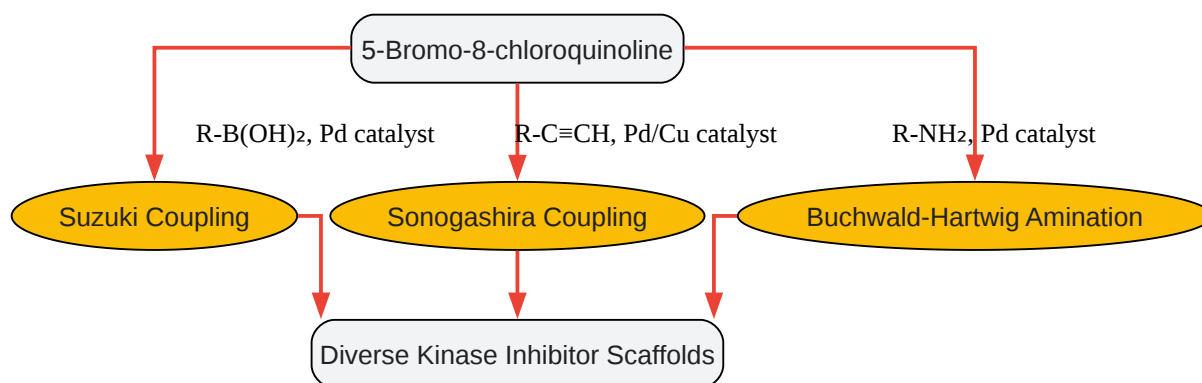 5-Bromo-8-chloroquinoline
R-B(OH)₂, Pd catalyst
R-C≡CH, Pd/Cu catalyst
R-NH₂, Pd catalyst
Suzuki Coupling
Sonogashira Coupling
Buchwald-Hartwig Amination
Diverse Kinase Inhibitor Scaffolds